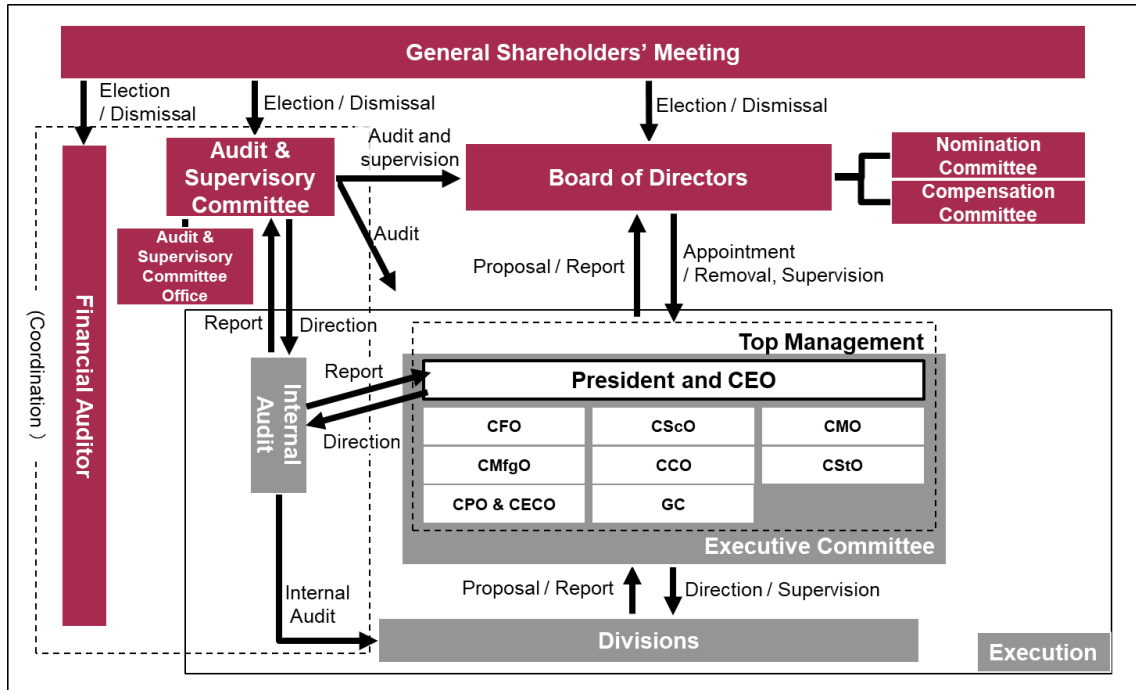 General Shareholders’ Meeting
Election
/ Dismissal
Election / Dismissal
Election / Dismissal
Audit &
Supervisory
Committee
Audit and
supervision
Board of Directors
Nomination
Committee
Compensation
Committee
Audit &
Supervisory
Committee
Office
Audit
Proposal / Report
Appointment
/ Removal, Supervision
(Coordination )
Financial Auditor
Report
Direction
Top Management
Internal
Audit
Report
Direction
President and CEO
CFO
CScO
CMO
CMfgO
CCO
CStO
CPO & CECO
GC
Executive Committee
Proposal / Report
Direction / Supervision
Internal
Audit
Divisions
Execution